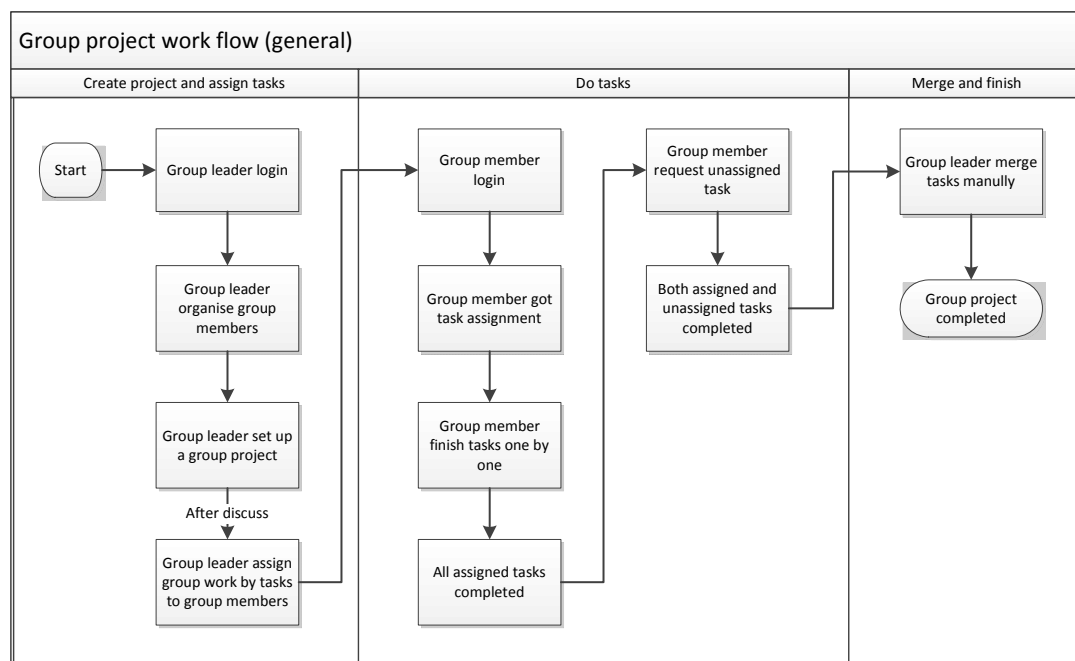 Group project work flow (general)
Create project and assign tasks
Do tasks
Merge and finish
Start
Group leader login
Group leader
organise group
members
Group leader set up
a group project
After discuss
Group leader assign
group work by tasks
to group members
Group member
login
Group member got
task assignment
Group member
finish tasks one by
one
All assigned tasks
completed
Group member
request unassigned
task
Both assigned and
unassigned tasks
completed
Group leader merge
tasks manully
Group project
completed